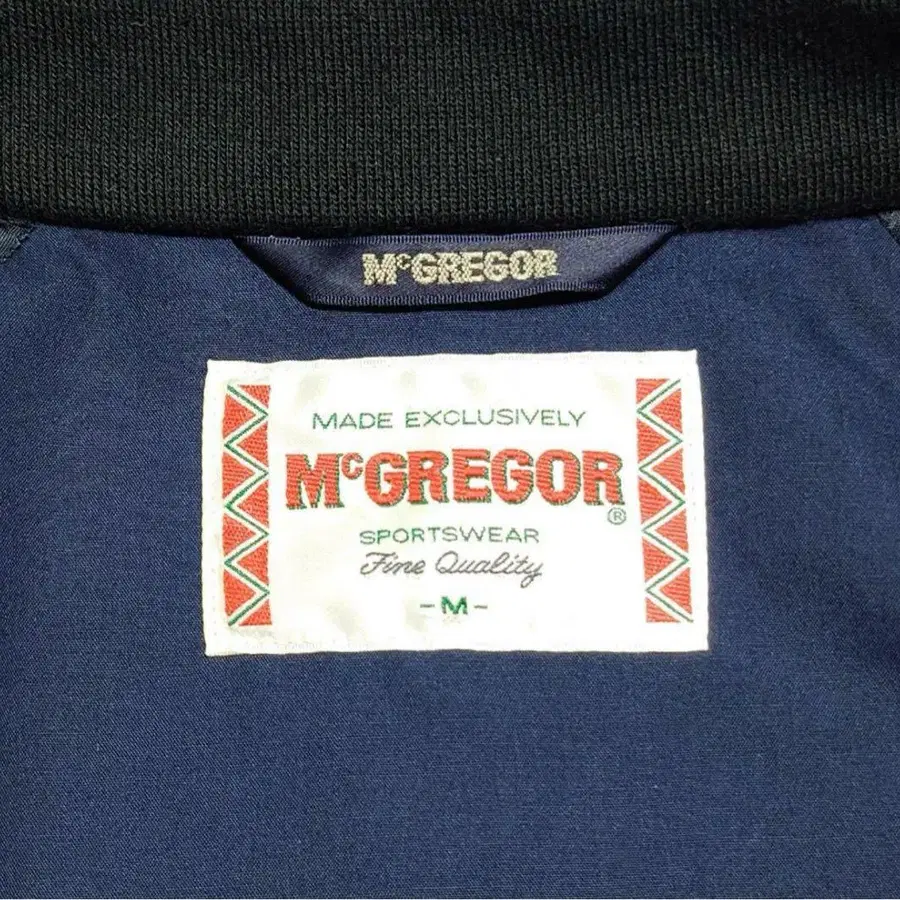 McGREGOR
MADE EXCLUSIVELY
McGREGOR
®
SPORTSWEAR
Fine Quality
-M-